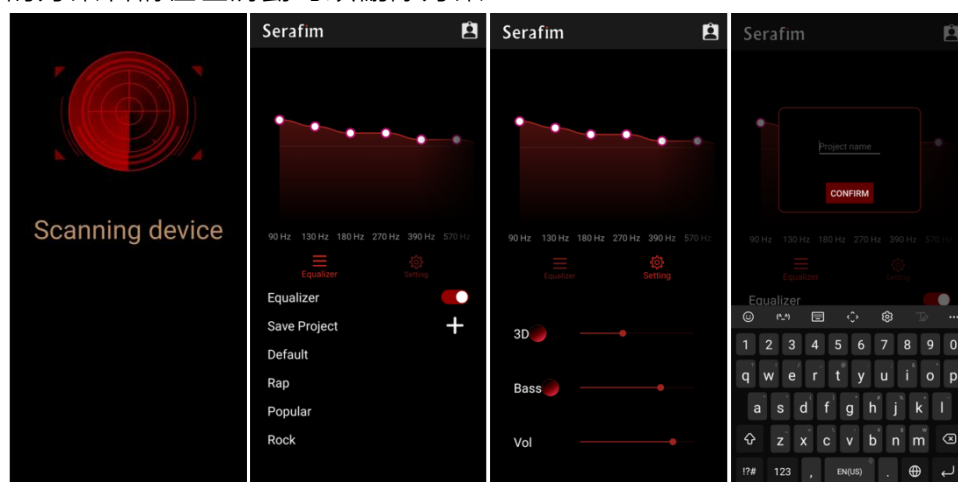 Scanning device
Serafim
90 Hz 130 Hz 180 Hz 270 Hz 390 Hz 570 Hz
Equalizer Setting
Equalizer
Save Project
Default
Rap
Popular
Rock
Serafim
90 Hz 130 Hz 180 Hz 270 Hz 390 Hz 570 Hz
Equalizer Setting
3D
Bass
Vol
Serafim
Project name
CONFIRM
90 Hz 130 Hz 180 Hz 270 Hz 390 Hz 570 Hz
Equalizer Setting
Equalizer
1 2 3 4 5 6 7 8 9 0
q w e r t y u i o p
a s d f g h j k l
z x c v b n m
!?# 123 , EN(US) .